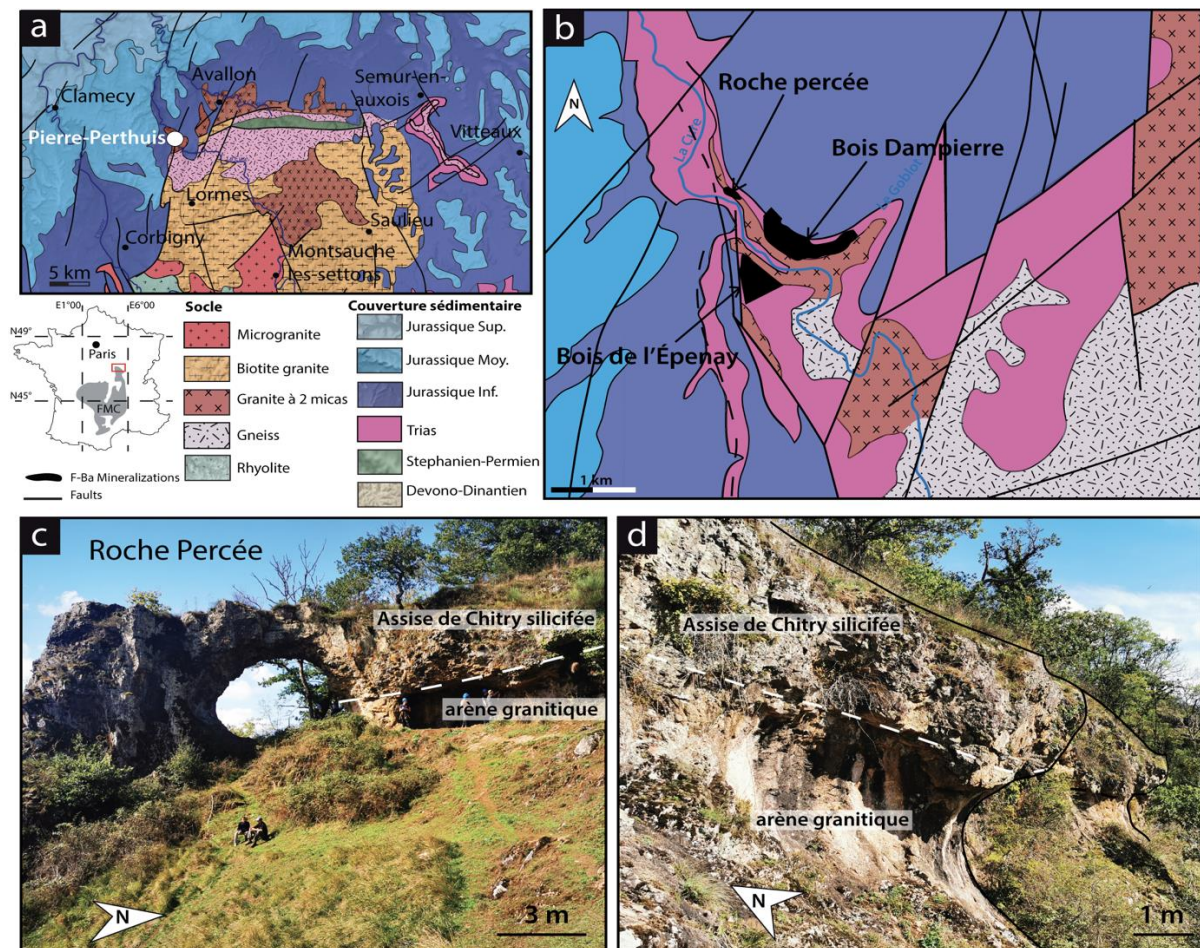 a
Clamecy
Avallon
Semur-en-
auxois
Vitteaux
Pierre-Perthuis
Lormes
Corbigny
Saulieu
Montsauche
les-settons
5 km
E1°00
E6°00
N49°
Paris
N45°
FMC
F-Ba Mineralizations
Faults
Socle
Microgranite
Biotite granite
Granite à 2 micas
Gneiss
Rhyolite
Couverture sédimentaire
Jurassique Sup.
Jurassique Moy.
Jurassique Inf.
Trias
Stephanien-Permien
Devono-Dinantien
b
N
Roche percée
La Cure
Bois Dampierre
Le Goblot
Bois de l'Épenay
1 km
c
Roche Percée
Assise de Chitry silicifée
arène granitique
N
3 m
d
Assise de Chitry silicifée
arène granitique
N
1 m